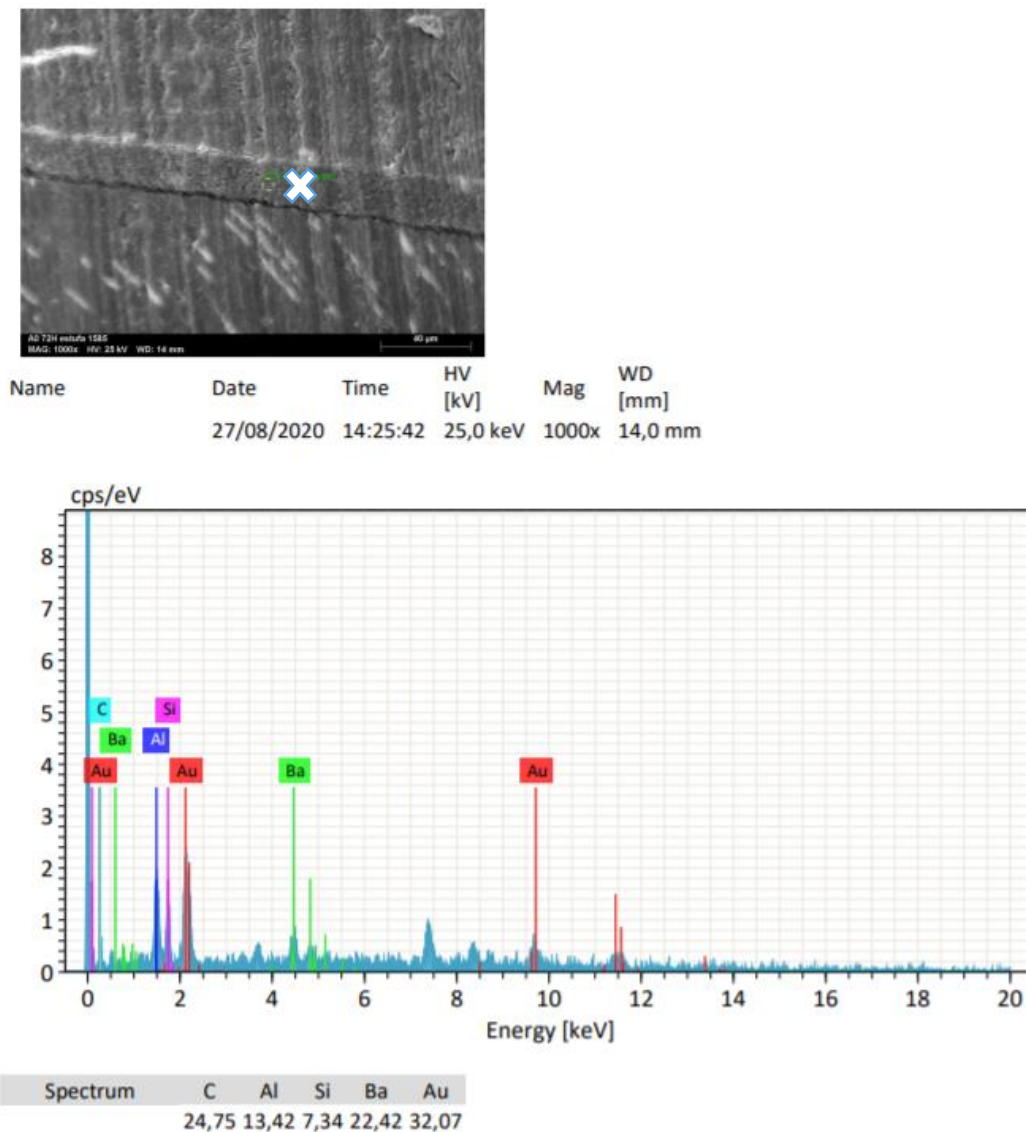 A0 72H estufa 1585
MAG: 1000x HV: 25 kV WD: 14 mm
40 µm
Name Date Time HV [kV] Mag WD [mm]
27/08/2020 14:25:42 25,0 keV 1000x 14,0 mm
cps/eV
8
7
6
5
4
3
2
1
0
C Si
Ba Al
Au Au Ba Au
0 2 4 6 8 10 12 14 16 18 20
Energy [keV]
Spectrum C Al Si Ba Au
24,75 13,42 7,34 22,42 32,07